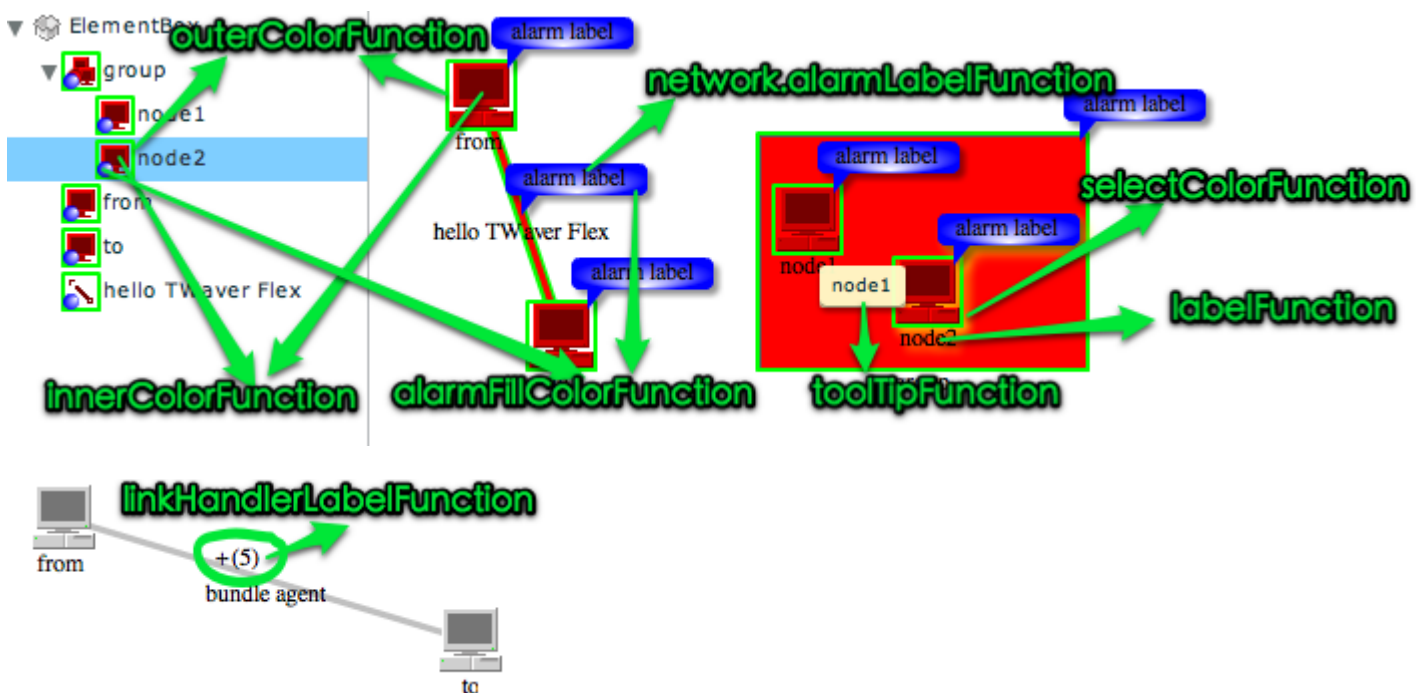 ElementBox
outerColorFunction
alarm label
group
network.alarmLabelFunction
alarm label
node1
from
alarm label
node2
alarm label
selectColorFunction
from
alarm label
hello TWaver Flex
to
node1
alarm label
node1
hello TWaver Flex
labelFunction
node2
innerColorFunction
alarmFillColorFunction
toolTipFunction
linkHandlerLabelFunction
+(5)
from
bundle agent
to